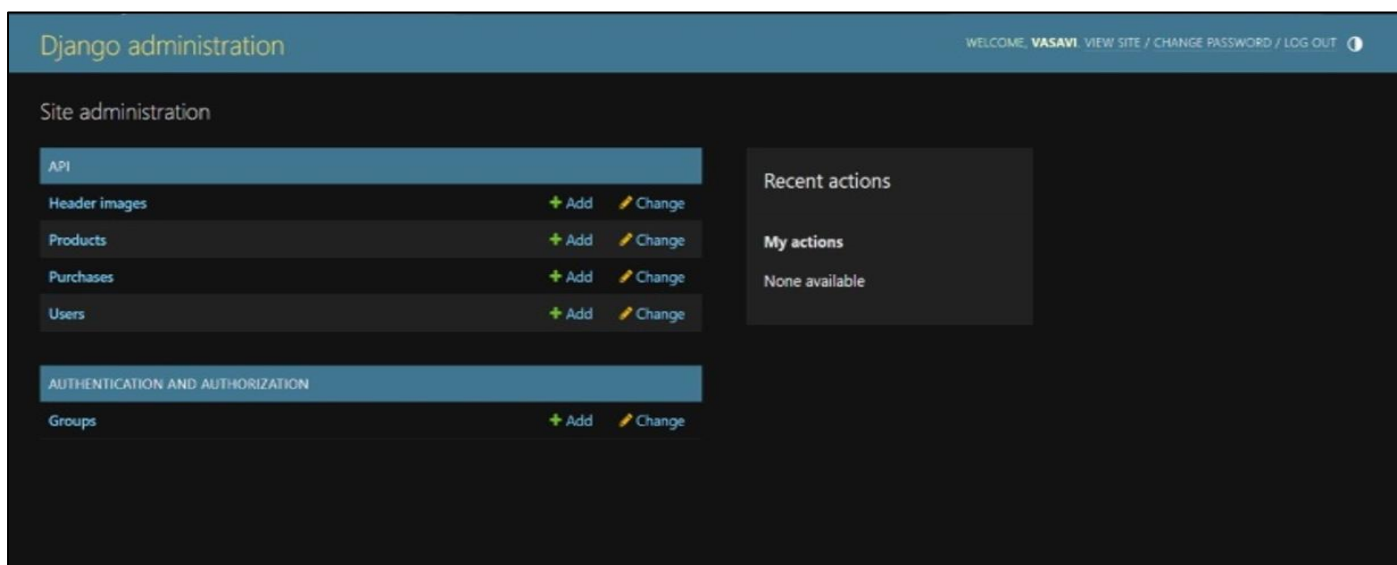 Django administration
WELCOME, VASAVI. VIEW SITE / CHANGE PASSWORD / LOG OUT
Site administration
API
Header images Add Change
Products Add Change
Purchases Add Change
Users Add Change
AUTHENTICATION AND AUTHORIZATION
Groups Add Change
Recent actions
My actions
None available